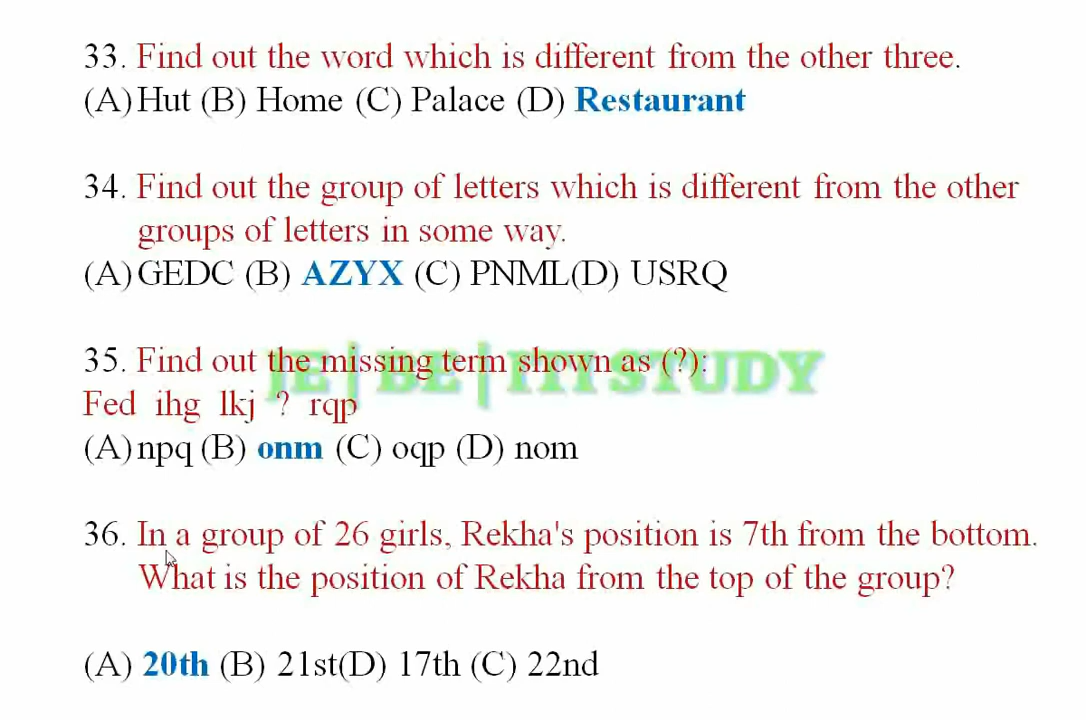 33. Find out the word which is different from the other three.
(A) Hut (B) Home (C) Palace (D) Restaurant
34. Find out the group of letters which is different from the other
groups of letters in some way.
(A) GEDC (B) AZYX (C) PNML(D) USRQ
JE | BE | IITSTUDY
35. Find out the missing term shown as (?):
Fed ihg lkj ? rqp
(A) npq (B) onm (C) oqp (D) nom
36. In a group of 26 girls, Rekha's position is 7th from the bottom.
What is the position of Rekha from the top of the group?
(A) 20th (B) 21st(D) 17th (C) 22nd